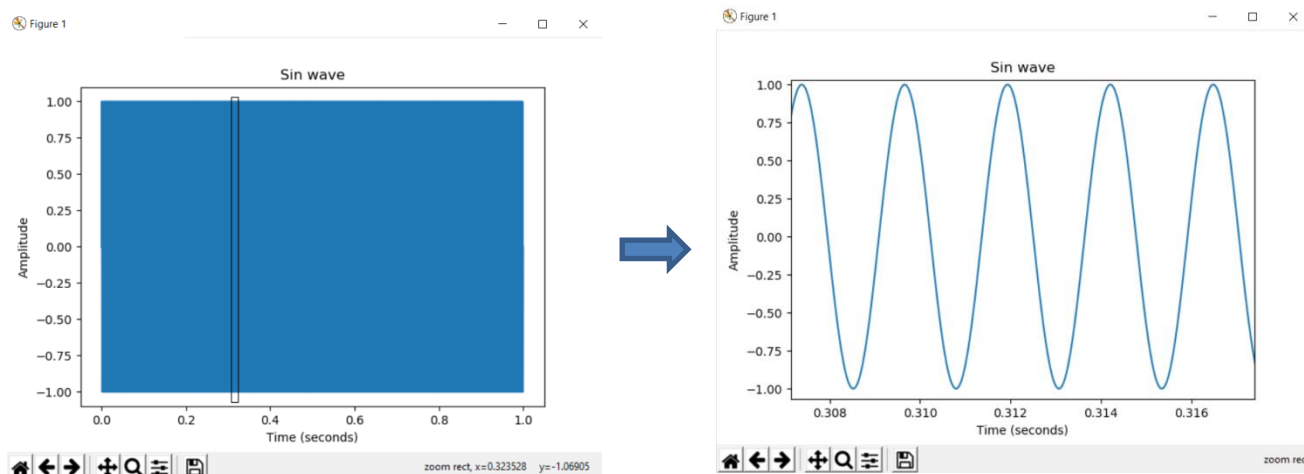 Figure 1
Sin wave
1.00
0.75
0.50
0.25
0.00
−0.25
−0.50
−0.75
−1.00
Amplitude
0.0 0.2 0.4 0.6 0.8 1.0
Time (seconds)
zoom rect, x=0.323528 y=-1.06905
Figure 1
Sin wave
1.00
0.75
0.50
0.25
0.00
−0.25
−0.50
−0.75
−1.00
Amplitude
0.308 0.310 0.312 0.314 0.316
Time (seconds)
zoom rec